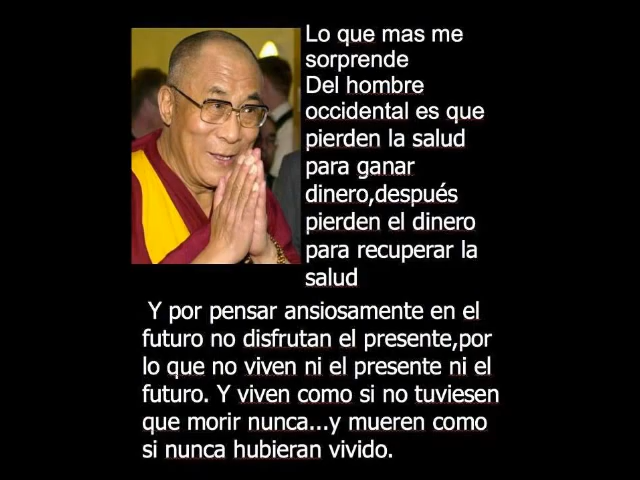 Lo que mas me
sorprende
Del hombre
occidental es que
pierden la salud
para ganar
dinero,después
pierden el dinero
para recuperar la
salud
Y por pensar ansiosamente en el
futuro no disfrutan el presente,por
lo que no viven ni el presente ni el
futuro. Y viven como si no tuviesen
que morir nunca...y mueren como
si nunca hubieran vivido.